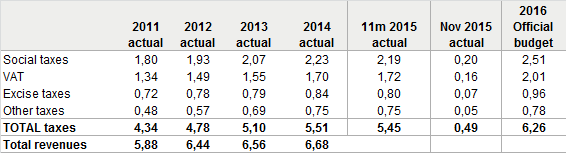 2011 actual 2012 actual 2013 actual 2014 actual 11m 2015 actual Nov 2015 actual 2016 Official budget
Social taxes 1,80 1,93 2,07 2,23 2,19 0,20 2,51
VAT 1,34 1,49 1,55 1,70 1,72 0,16 2,01
Excise taxes 0,72 0,78 0,79 0,84 0,80 0,07 0,96
Other taxes 0,48 0,57 0,69 0,75 0,75 0,05 0,78
TOTAL taxes 4,34 4,78 5,10 5,51 5,45 0,49 6,26
Total revenues 5,88 6,44 6,56 6,68